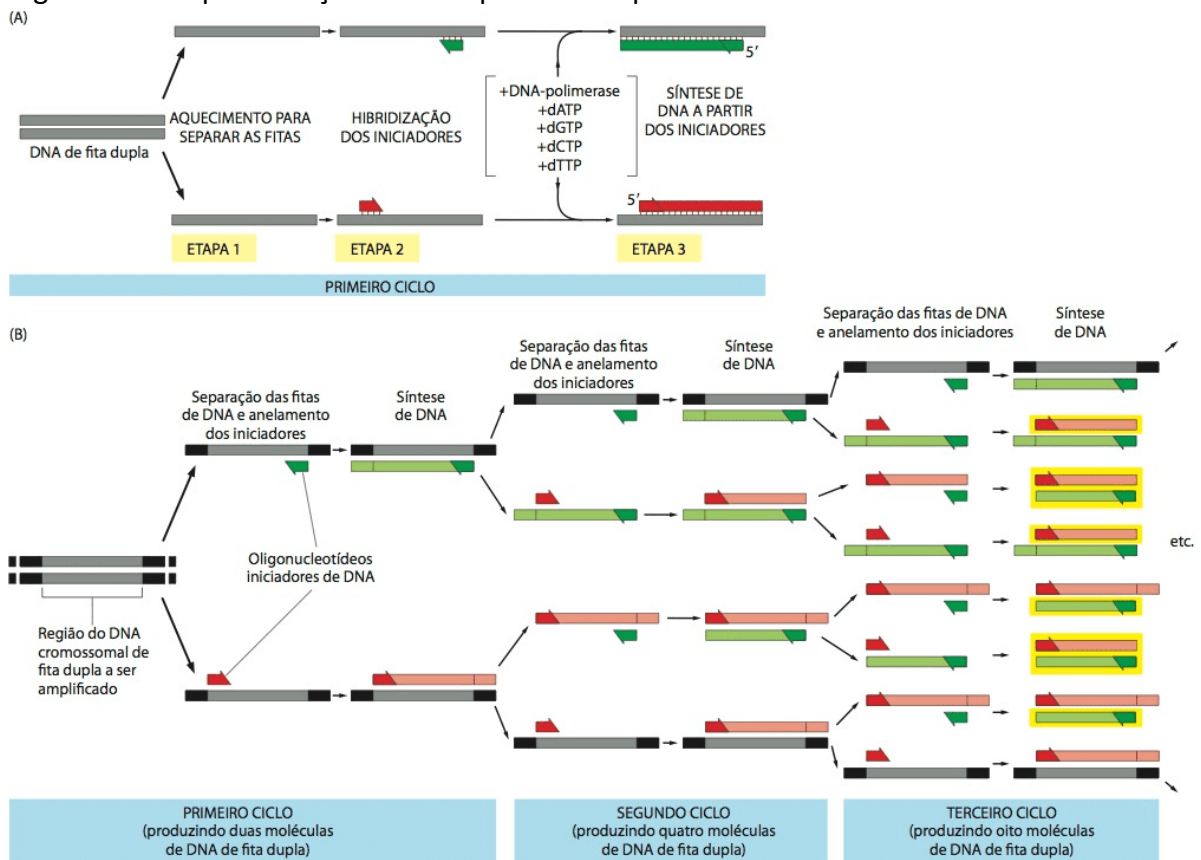 (A)
5’
+DNA-polimerase
+dATP
+dGTP
+dCTP
+dTTP
AQUECIMENTO PARA
SEPARAR AS FITAS
HIBRIDIZAÇÃO
DOS INICIADORES
SÍNTESE DE
DNA A PARTIR
DOS INICIADORES
DNA de fita dupla
5’
ETAPA 1
ETAPA 2
ETAPA 3
PRIMEIRO CICLO
(B)
Separação das fitas
de DNA e anelamento
dos iniciadores
Síntese
de DNA
Separação das fitas
de DNA e anelamento
dos iniciadores
Síntese
de DNA
Separação das fitas de DNA
e anelamento dos iniciadores
Síntese
de DNA
Oligonucleotídeos
iniciadores de DNA
Região do DNA
cromossomal de
fita dupla a ser
amplificado
etc.
PRIMEIRO CICLO
(produzindo duas moléculas
de DNA de fita dupla)
SEGUNDO CICLO
(produzindo quatro moléculas
de DNA de fita dupla)
TERCEIRO CICLO
(produzindo oito moléculas
de DNA de fita dupla)